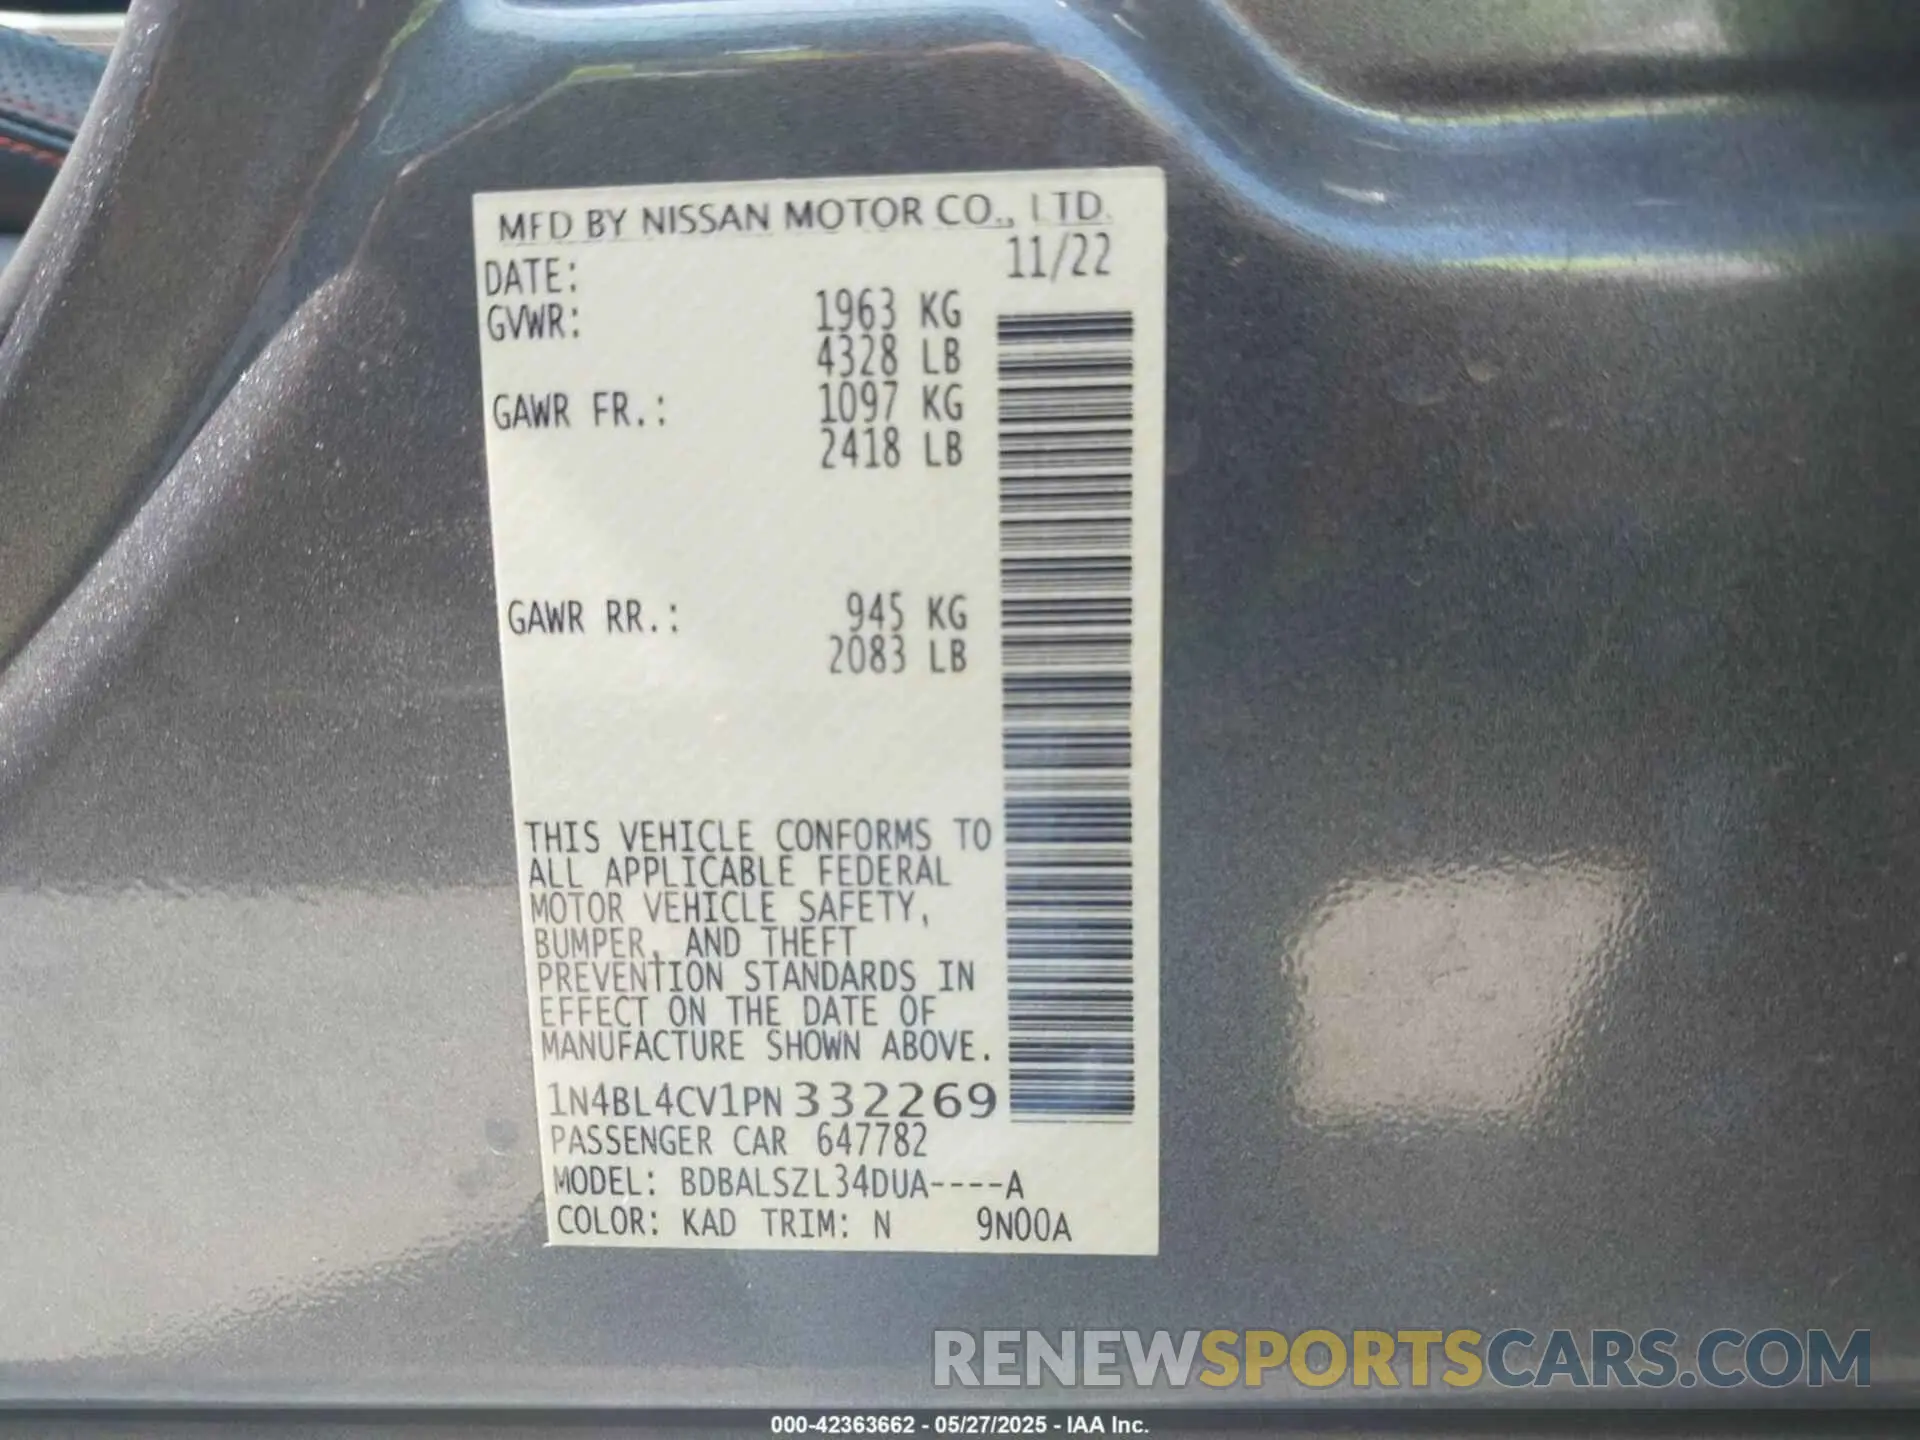 MFD BY NISSAN MOTOR CO., LTD.
DATE: 11/22
GVWR: 1963 KG
4328 LB
GAWR FR.: 1097 KG
2418 LB
GAWR RR.: 945 KG
2083 LB
THIS VEHICLE CONFORMS TO
ALL APPLICABLE FEDERAL
MOTOR VEHICLE SAFETY,
BUMPER, AND THEFT
PREVENTION STANDARDS IN
EFFECT ON THE DATE OF
MANUFACTURE SHOWN ABOVE.
1N4BL4CV1PN332269
PASSENGER CAR 647782
MODEL: BDBALSZL34DUA----A
COLOR: KAD TRIM: N 9N00A
RENEWSPORTSCARS.COM
000-42363662 - 05/27/2025 - IAA Inc.